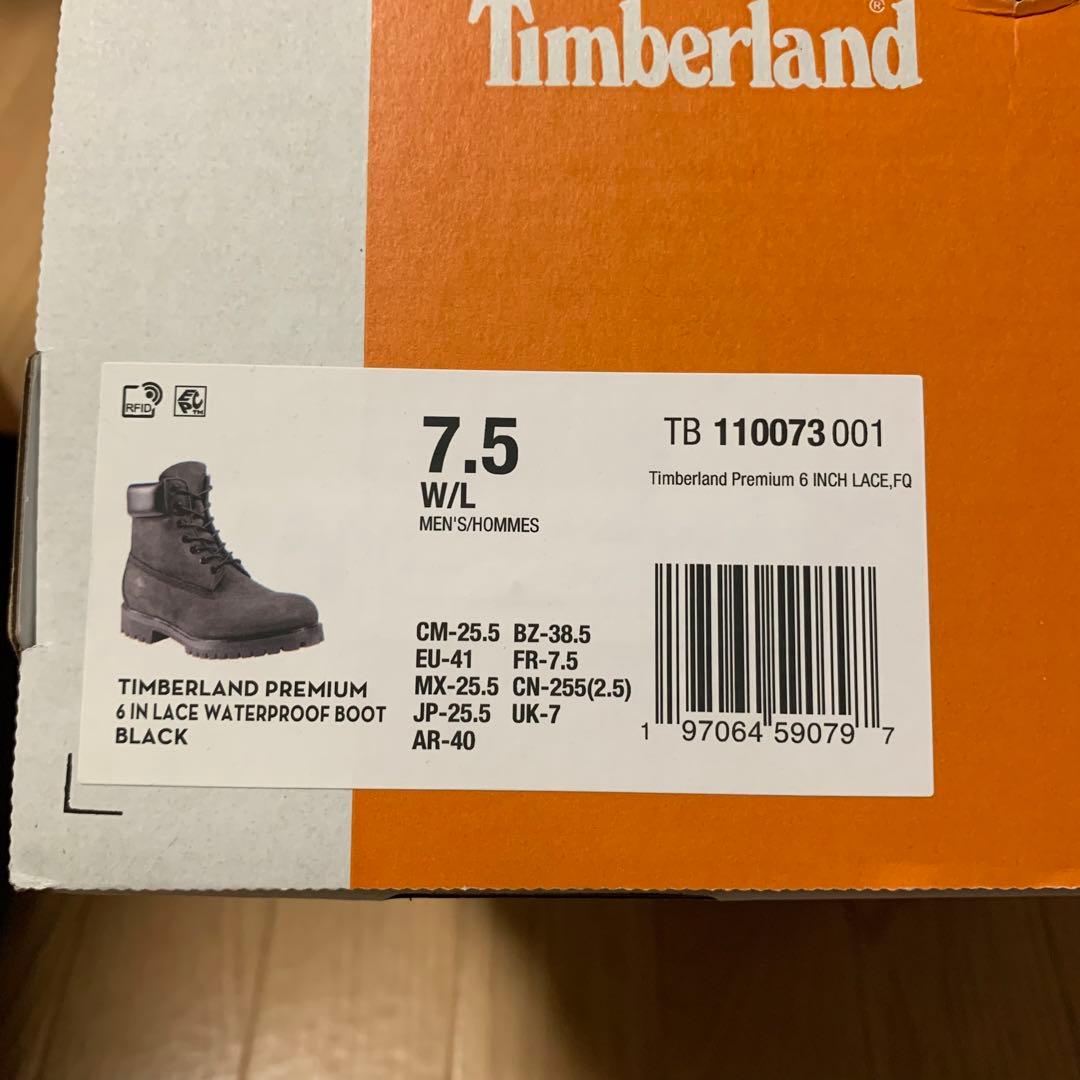 Timberland®
RFID
EPC™
7.5
W/L
MEN'S/HOMMES
TB 110073 001
Timberland Premium 6 INCH LACE,FQ
CM-25.5 BZ-38.5
EU-41 FR-7.5
MX-25.5 CN-255(2.5)
JP-25.5 UK-7
AR-40
TIMBERLAND PREMIUM
6 IN LACE WATERPROOF BOOT
BLACK
1 97064 59079 7